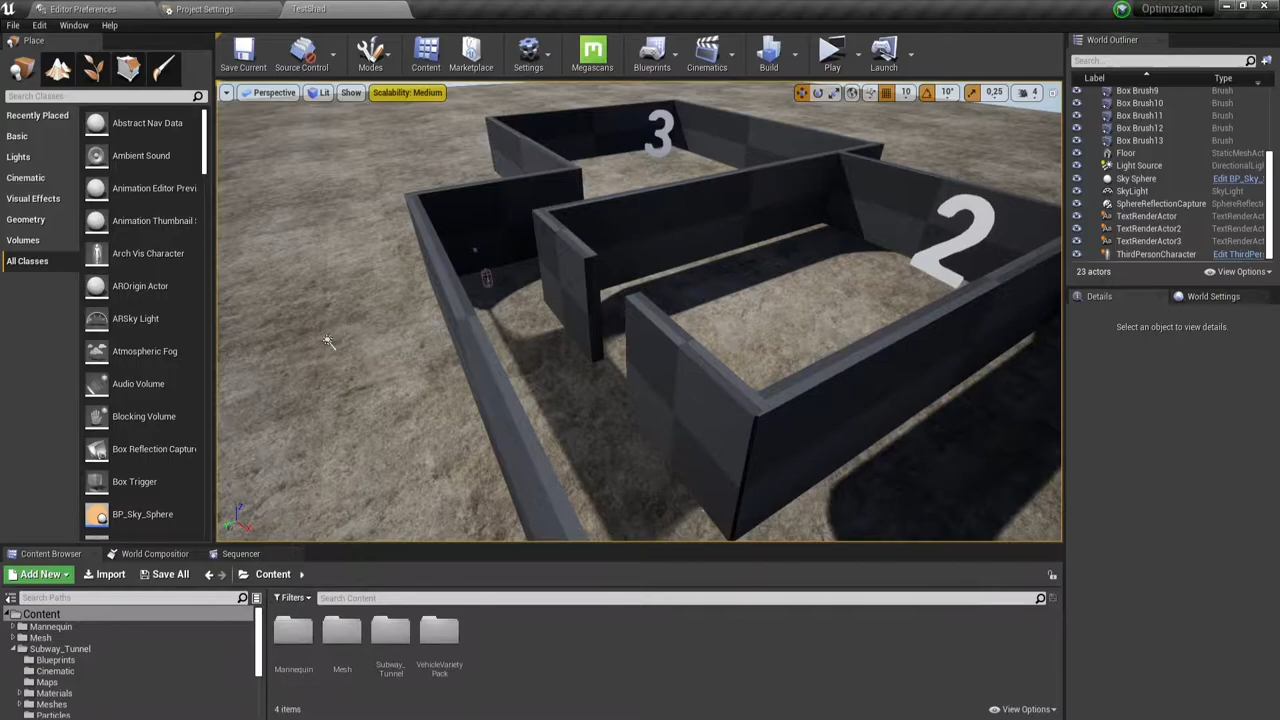 Editor Preferences
Project Settings
TestShad
Optimization
File Edit Window Help
Place
Search Classes
Recently Placed
Basic
Lights
Cinematic
Visual Effects
Geometry
Volumes
All Classes
Abstract Nav Data
Ambient Sound
Animation Editor Previ
Animation Thumbnail
Arch Vis Character
AROrigin Actor
ARSky Light
Atmospheric Fog
Audio Volume
Blocking Volume
Box Reflection Captur
Box Trigger
BP_Sky_Sphere
Save Current
Source Control
Modes
Content
Marketplace
Settings
Megascans
Blueprints
Cinematics
Build
Play
Launch
Perspective
Lit
Show
Scalability: Medium
10
10°
0,25
4
3
2
World Outliner
Search...
Label Type
Box Brush9 Brush
Box Brush10 Brush
Box Brush11 Brush
Box Brush12 Brush
Box Brush13 Brush
Floor StaticMeshAct
Light Source DirectionalLigh
Sky Sphere Edit BP_Sky_
SkyLight SkyLight
SphereReflectionCapture SphereReflecti
TextRenderActor TextRenderAct
TextRenderActor2 TextRenderAct
TextRenderActor3 TextRenderAct
ThirdPersonCharacter Edit ThirdPer
23 actors
View Options
Details
World Settings
Select an object to view details.
Content Browser
World Compositior
Sequencer
Add New
Import
Save All
Content
Search Paths
Filters
Search Content
Content
Mannequin
Mesh
Subway_Tunnel
Blueprints
Cinematic
Maps
Materials
Meshes
Particles
Mannequin
Mesh
Subway_
Tunnel
VehicleVariety
Pack
4 items
View Options